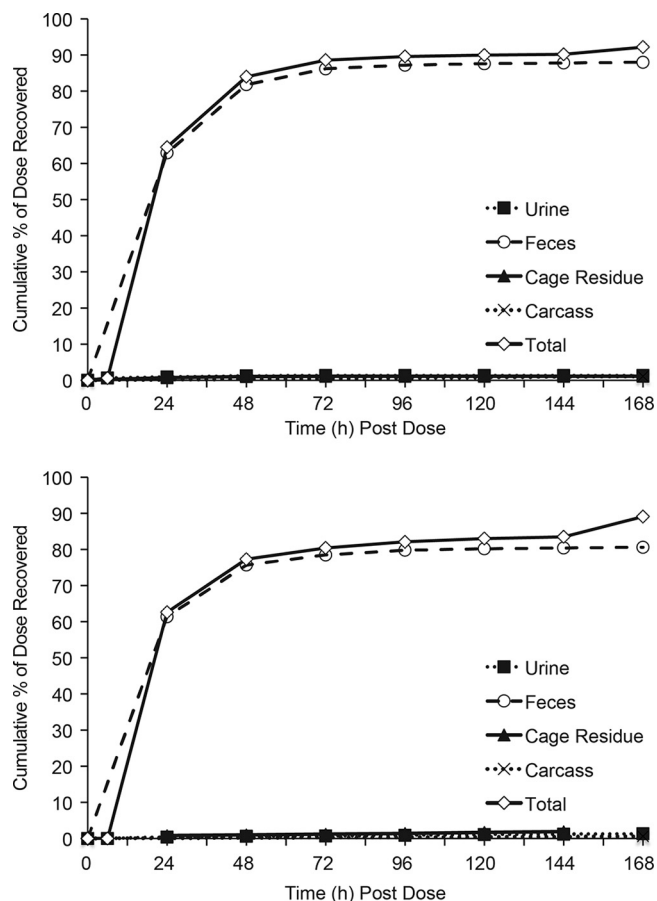 100
90
80
70
60
50
40
30
20
10
0
Cumulative % of Dose Recovered
Urine
Feces
Cage Residue
Carcass
Total
0 24 48 72 96 120 144 168
Time (h) Post Dose
100
90
80
70
60
50
40
30
20
10
0
Cumulative % of Dose Recovered
Urine
Feces
Cage Residue
Carcass
Total
0 24 48 72 96 120 144 168
Time (h) Post Dose